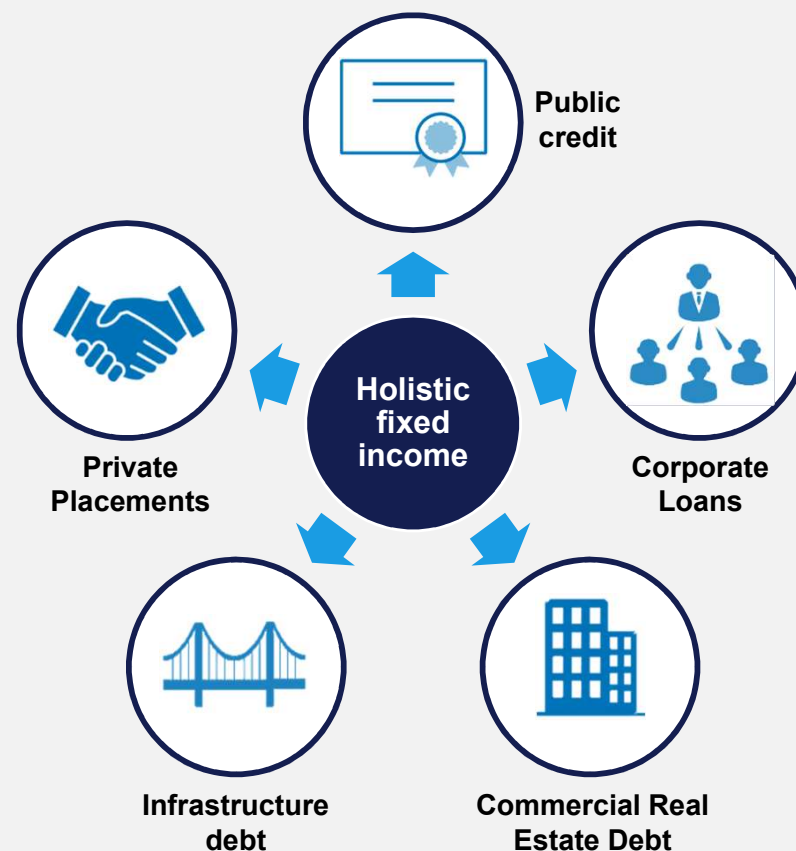 Public
credit
Holistic
fixed
income
Private
Placements
Corporate
Loans
Infrastructure
debt
Commercial Real
Estate Debt